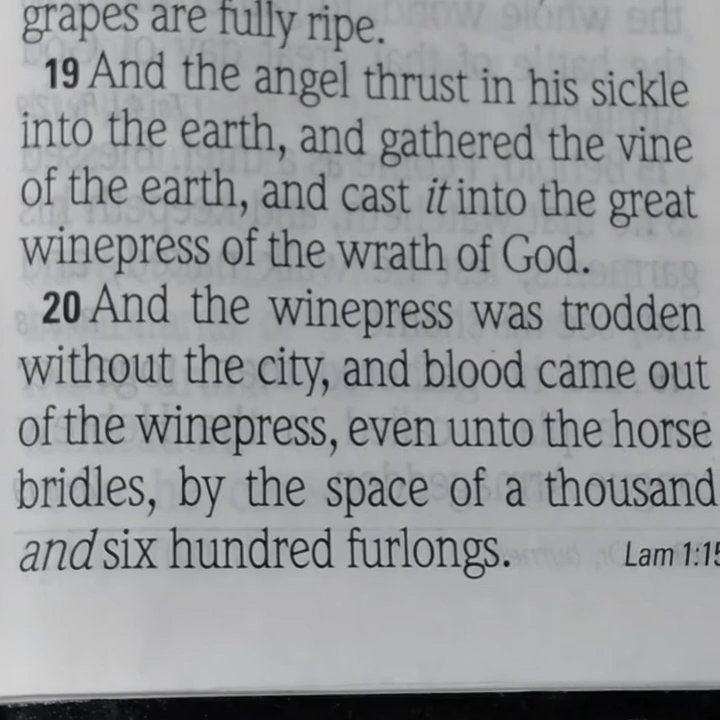 grapes are fully ripe.
19 And the angel thrust in his sickle
into the earth, and gathered the vine
of the earth, and cast it into the great
winepress of the wrath of God.
20 And the winepress was trodden
without the city, and blood came out
of the winepress, even unto the horse
bridles, by the space of a thousand
and six hundred furlongs. Lam 1:15